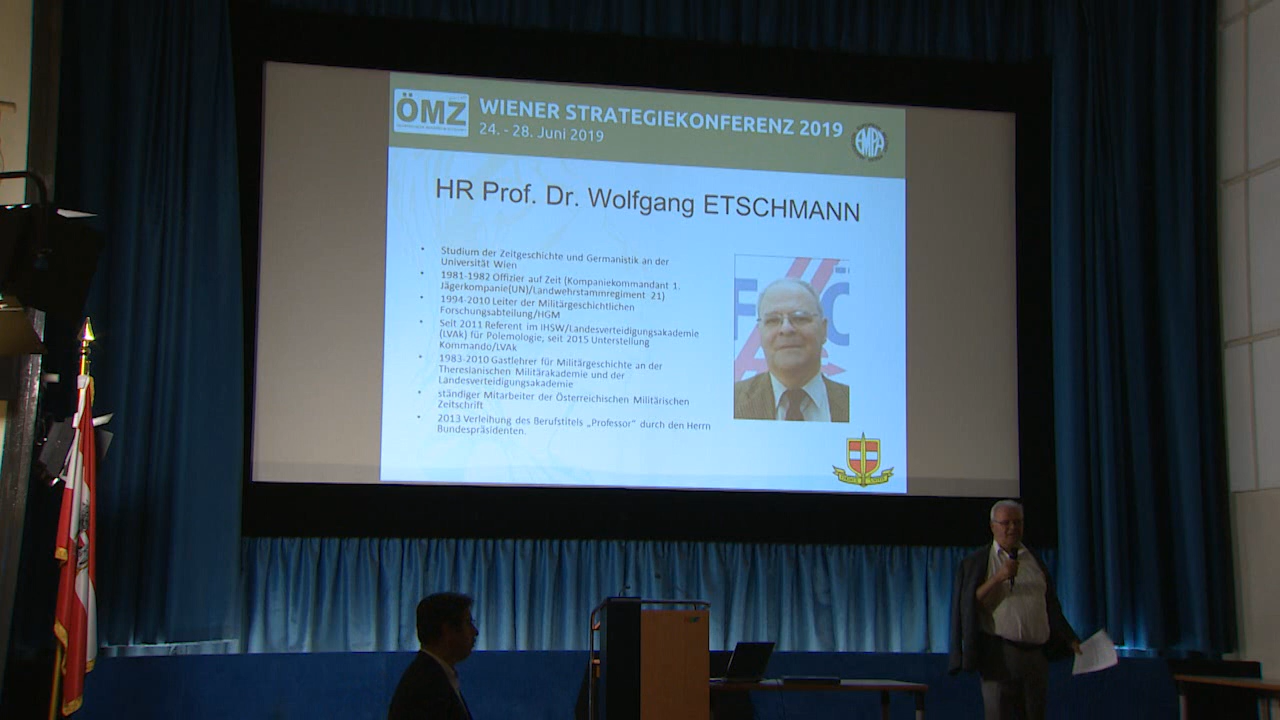 ÖMZ
WIENER STRATEGIEKONFERENZ 2019
24. - 28. Juni 2019
EMPA
HR Prof. Dr. Wolfgang ETSCHMANN
• Studium der Zeitgeschichte und Germanistik an der
Universität Wien
• 1981-1982 Offizier auf Zeit (Kompaniekommandant 1.
Jägerkompanie(UN)/Landwehrstammregiment 21)
• 1994-2010 Leiter der Militärgeschichtlichen
Forschungsabteilung/HGM
• Seit 2011 Referent im IHSW/Landesverteidigungsakademie
(LVAk) für Polemologie, seit 2015 Unterstellung
Kommando/LVAk
• 1983-2010 Gastlehrer für Militärgeschichte an der
Theresianischen Militärakademie und der
Landesverteidigungsakademie
• ständiger Mitarbeiter der Österreichischen Militärischen
Zeitschrift
• 2013 Verleihung des Berufstitels „Professor" durch den Herrn
Bundespräsidenten.